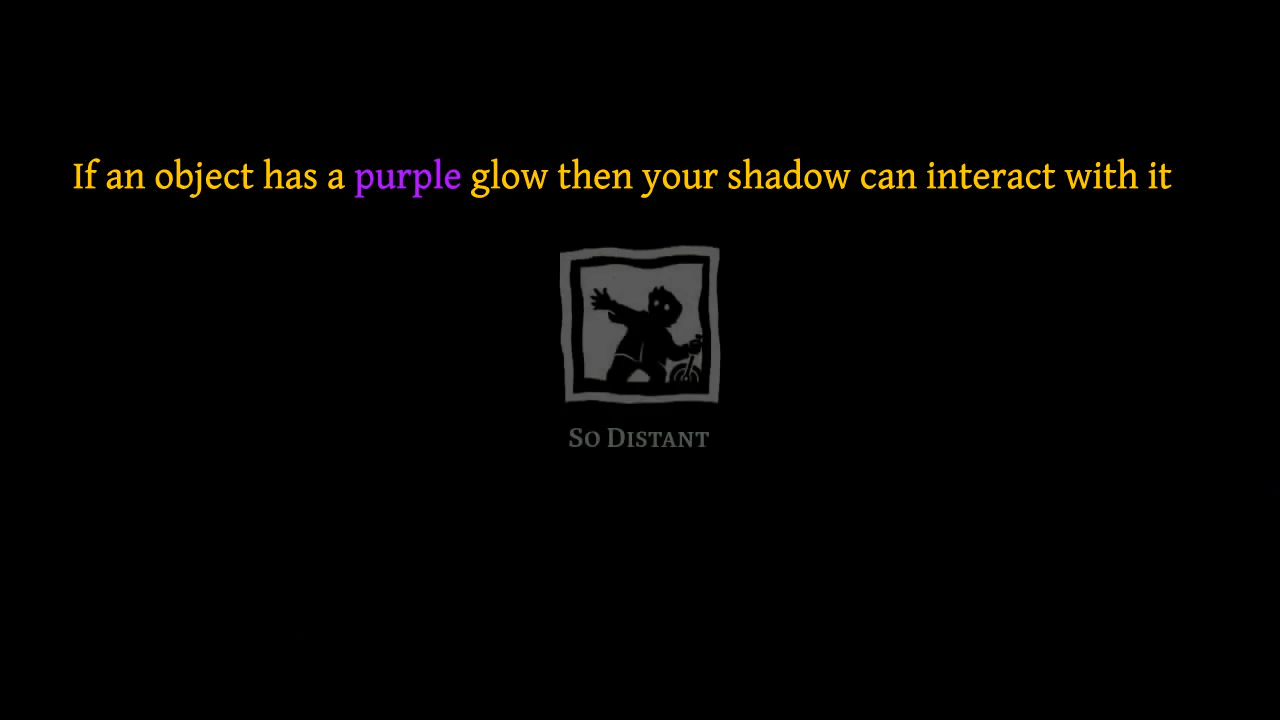 If an object has a purple glow then your shadow can interact with it
So Distant